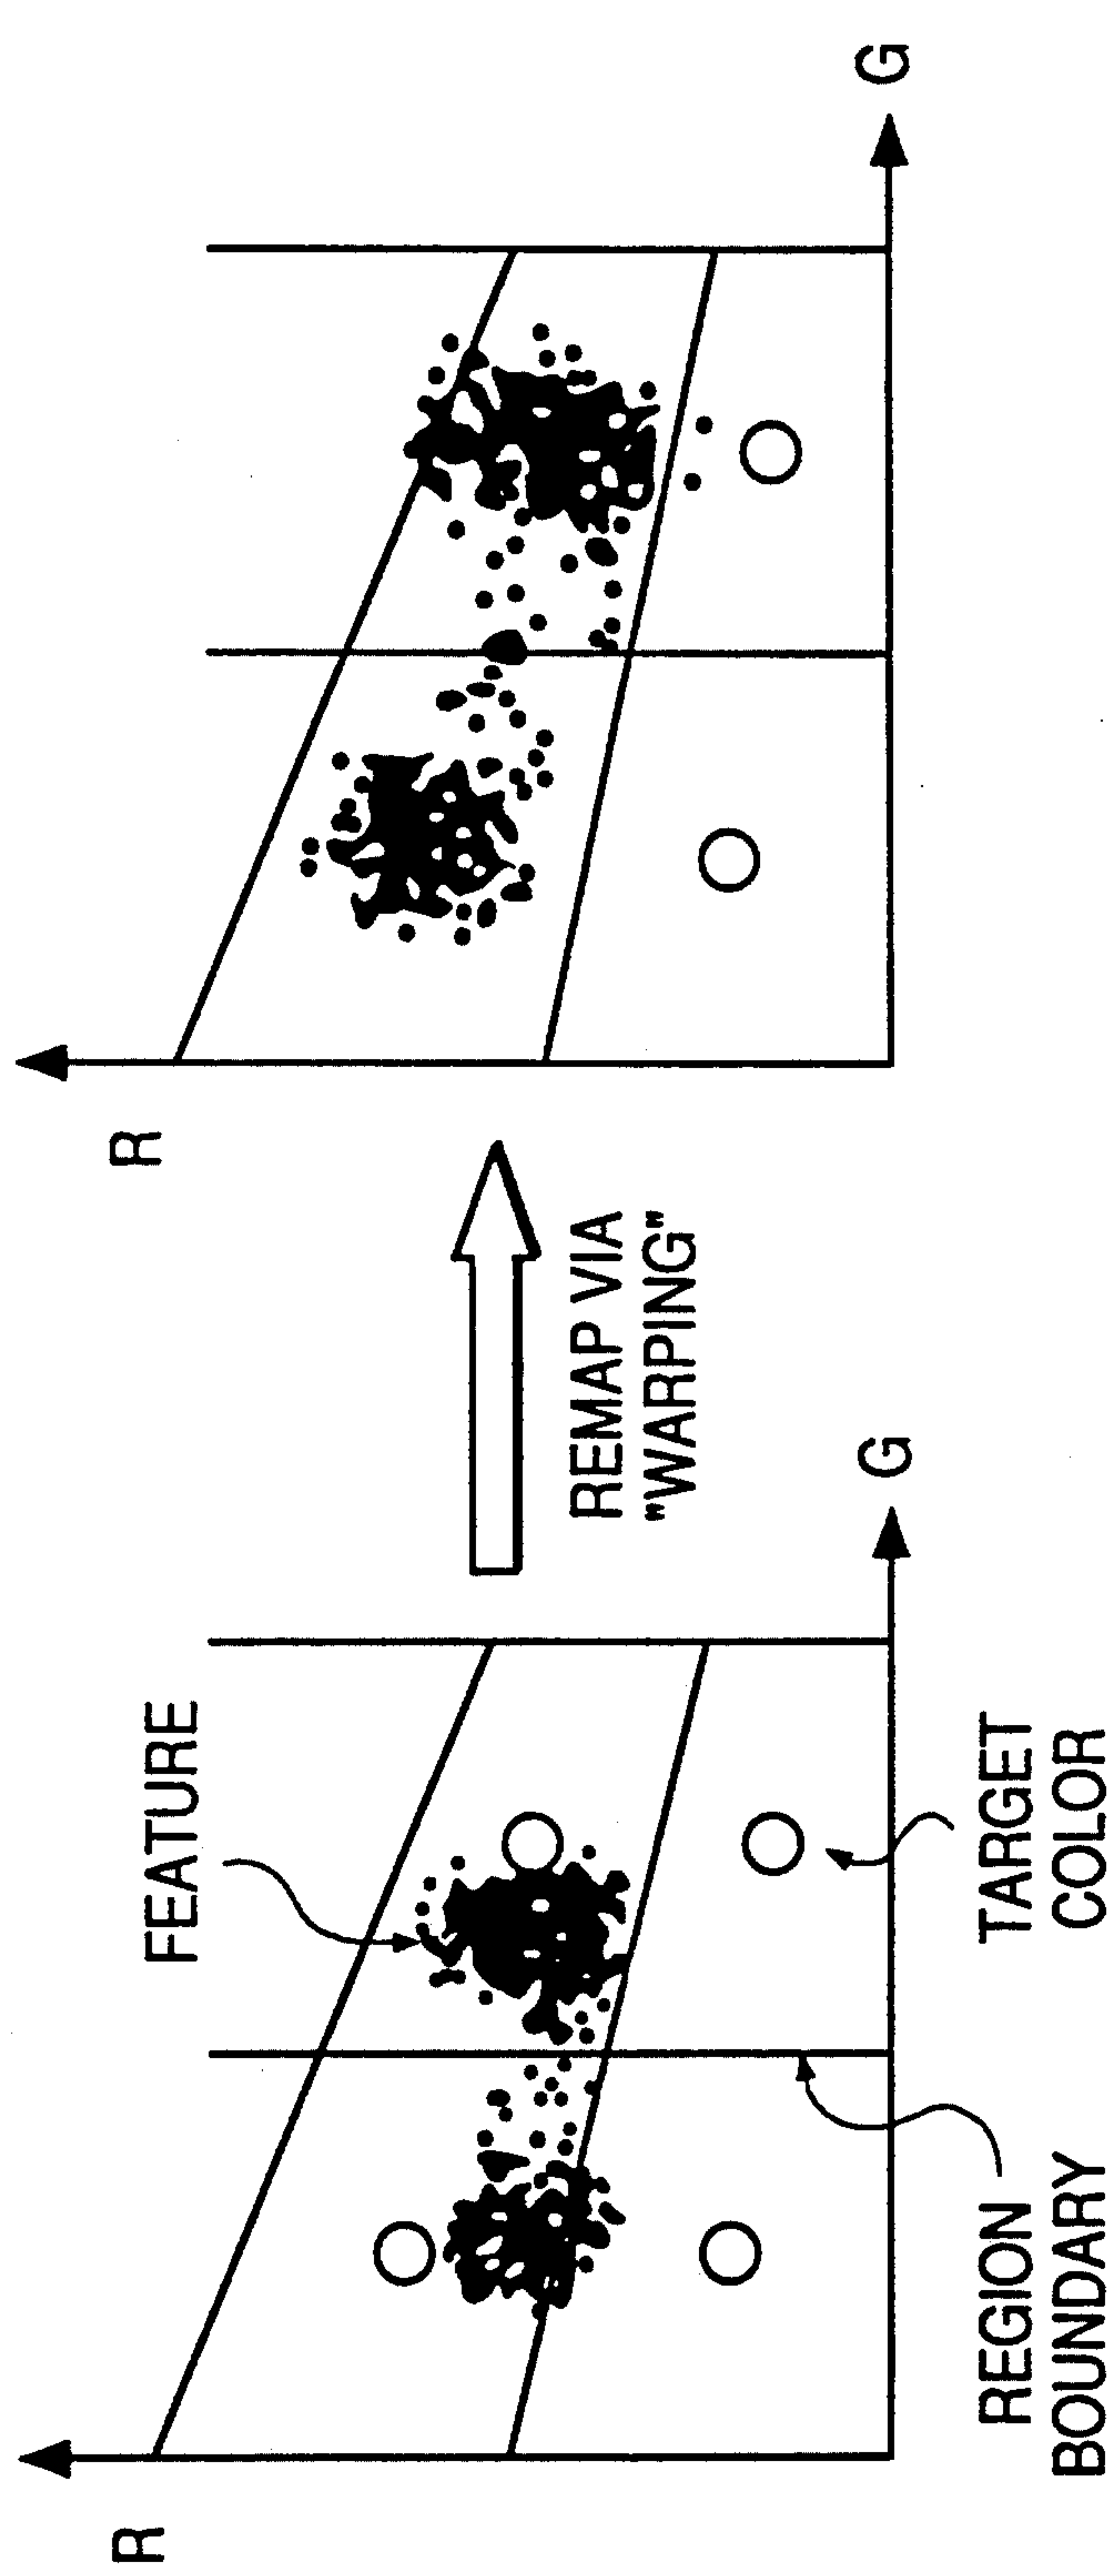 R
FEATURE
G
REGION
BOUNDARY
TARGET
COLOR
REMAP VIA
"WARPING"
R
G